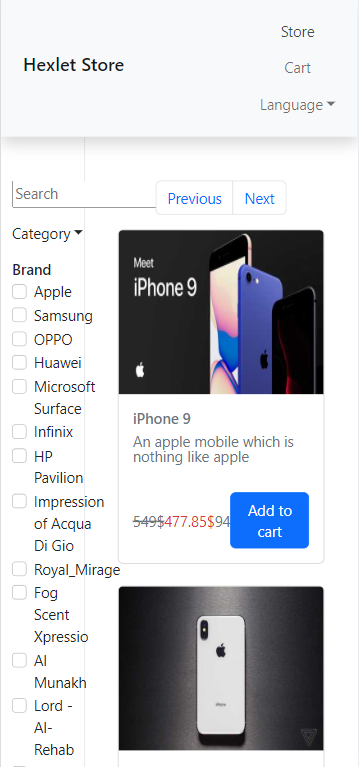 Store
Hexlet Store
Cart
Language
Search
Previous
Next
Category
Brand
Apple
Samsung
OPPO
Huawei
Microsoft
Surface
Infinix
HP
Pavilion
Impression
of Acqua
Di Gio
Royal_Mirage
Fog
Scent
Xpressio
Al
Munakh
Lord -
Al-
Rehab
Meet
iPhone 9
iPhone 9
An apple mobile which is
nothing like apple
549$477.85$94
Add to
cart
iPhone